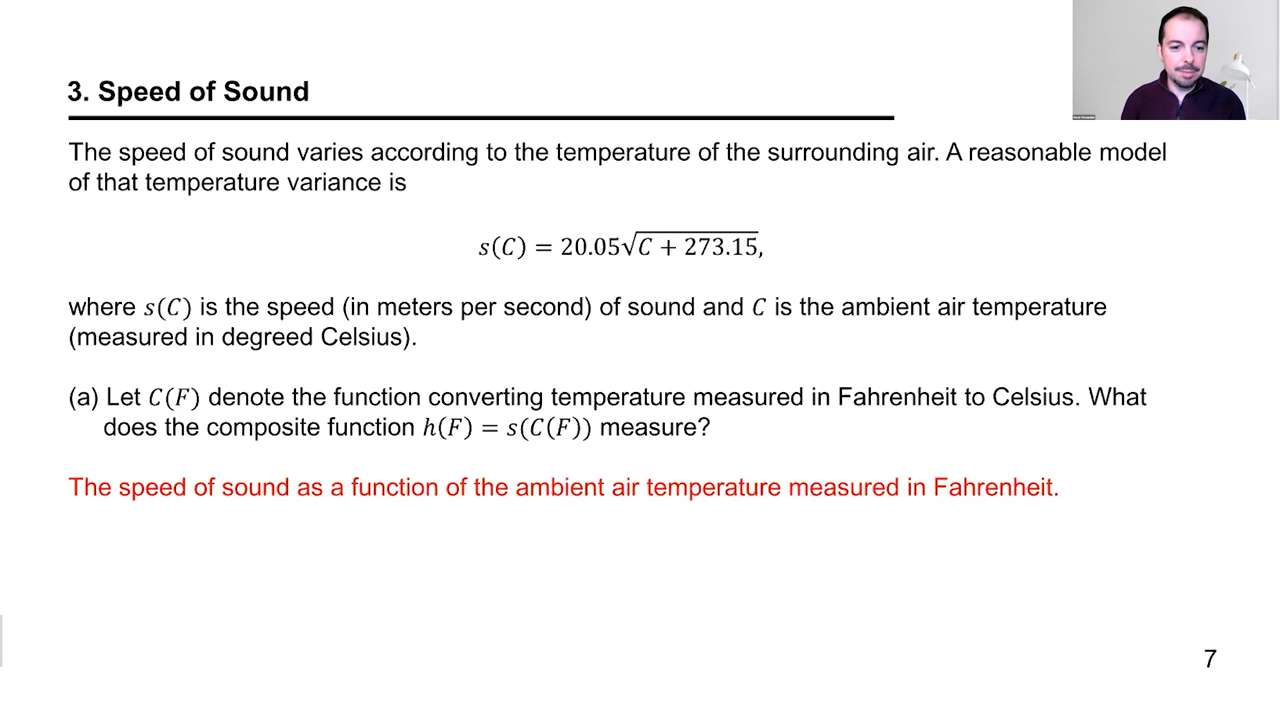 3. Speed of Sound
The speed of sound varies according to the temperature of the surrounding air. A reasonable model
of that temperature variance is
s(C) = 20.05√C + 273.15,
where s(C) is the speed (in meters per second) of sound and C is the ambient air temperature
(measured in degreed Celsius).
(a) Let C(F) denote the function converting temperature measured in Fahrenheit to Celsius. What
does the composite function h(F) = s(C(F)) measure?
The speed of sound as a function of the ambient air temperature measured in Fahrenheit.
7